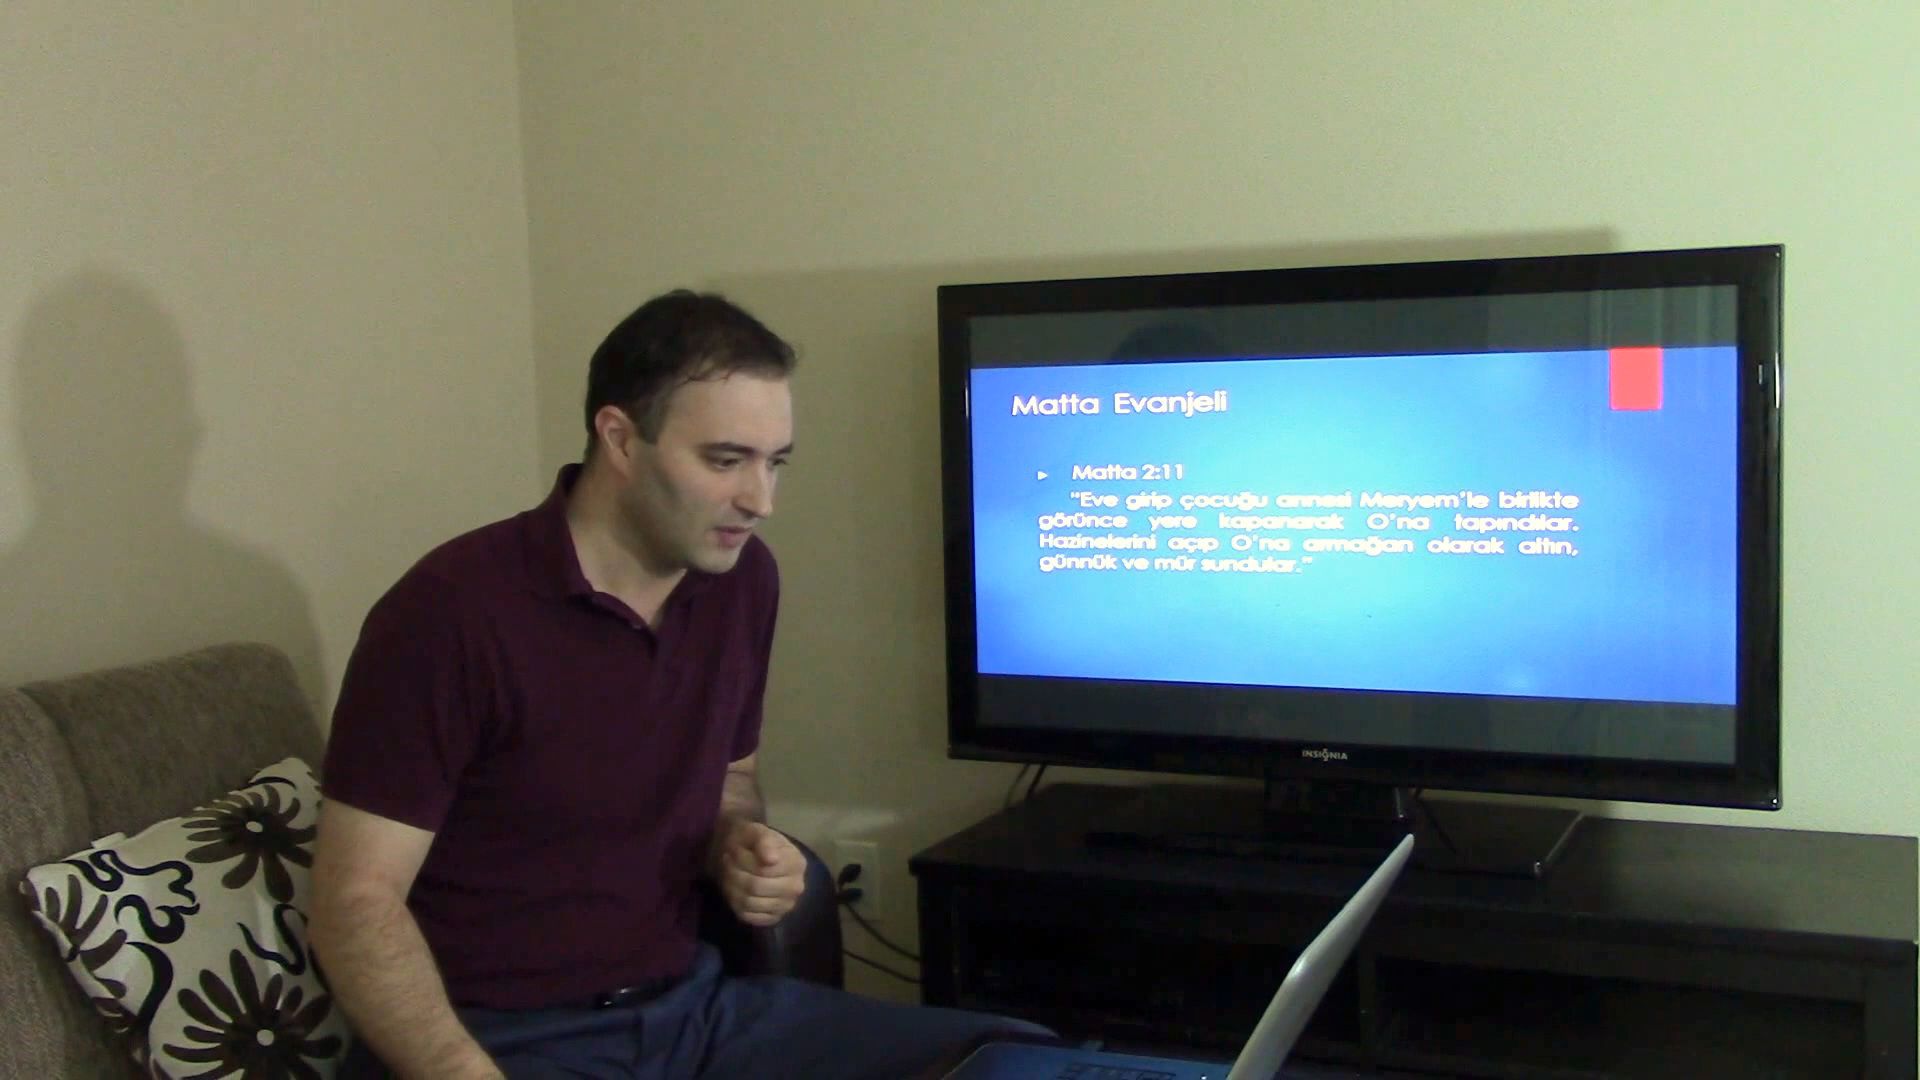 Matta Evanjeli
▸ Matta 2:11
"Eve girip çocuğu annesi Meryem'le birlikte
görünce yere kapanarak O'na tapındılar.
Hazinelerini açıp O'na armağan olarak altın,
günnük ve mür sundular."
INSIGNIA